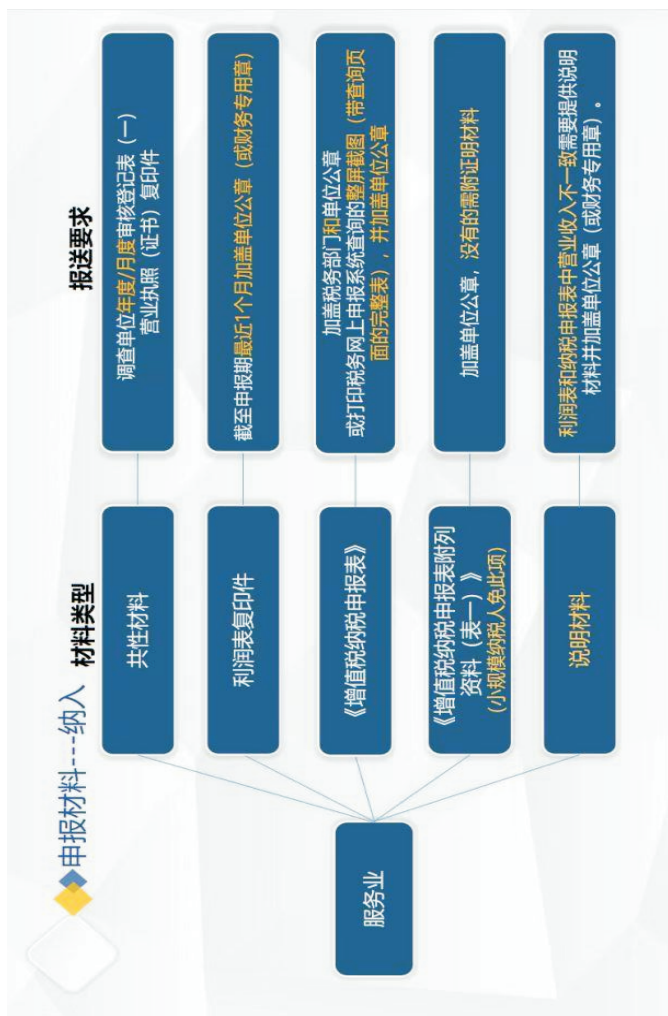 申报材料---纳入
材料类型
报送要求
服务业
共性材料
调查单位年度/月度审核登记表（一）
营业执照（证书）复印件
利润表复印件
截至申报期最近1个月加盖单位公章（或财务专用章）
《增值税纳税申报表》
加盖税务部门和单位公章
或打印税务网上申报系统查询的整屏截图（带查询页
面的完整表），并加盖单位公章
《增值税纳税申报表附列
资料（表一）》
(小规模纳税人免此项)
加盖单位公章，没有的需附证明材料
说明材料
利润表和纳税申报表中营业收入不一致需要提供说明
材料并加盖单位公章（或财务专用章）。